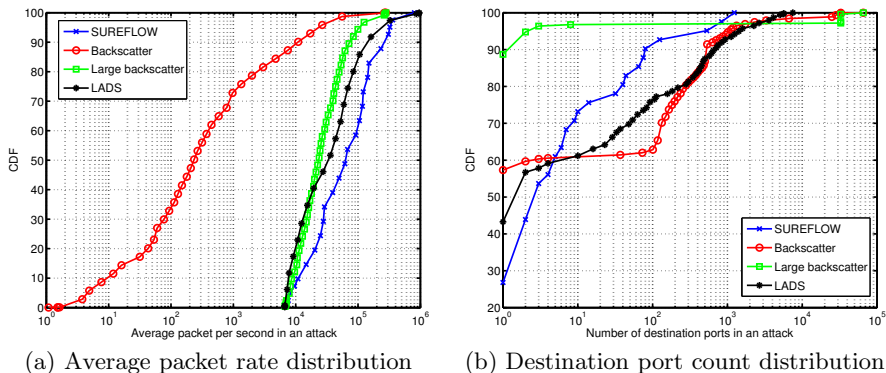 100
90
80
70
60
50
40
30
20
10
0
CDF
10^0
10^1
10^2
10^3
10^4
10^5
10^6
Average packet per second in an attack
SUREFLOW
Backscatter
Large backscatter
LADS
(a) Average packet rate distribution
100
90
80
70
60
50
40
30
20
CDF
10^0
10^1
10^2
10^3
10^4
10^5
Number of destination ports in an attack
SUREFLOW
Backscatter
Large backscatter
LADS
(b) Destination port count distribution